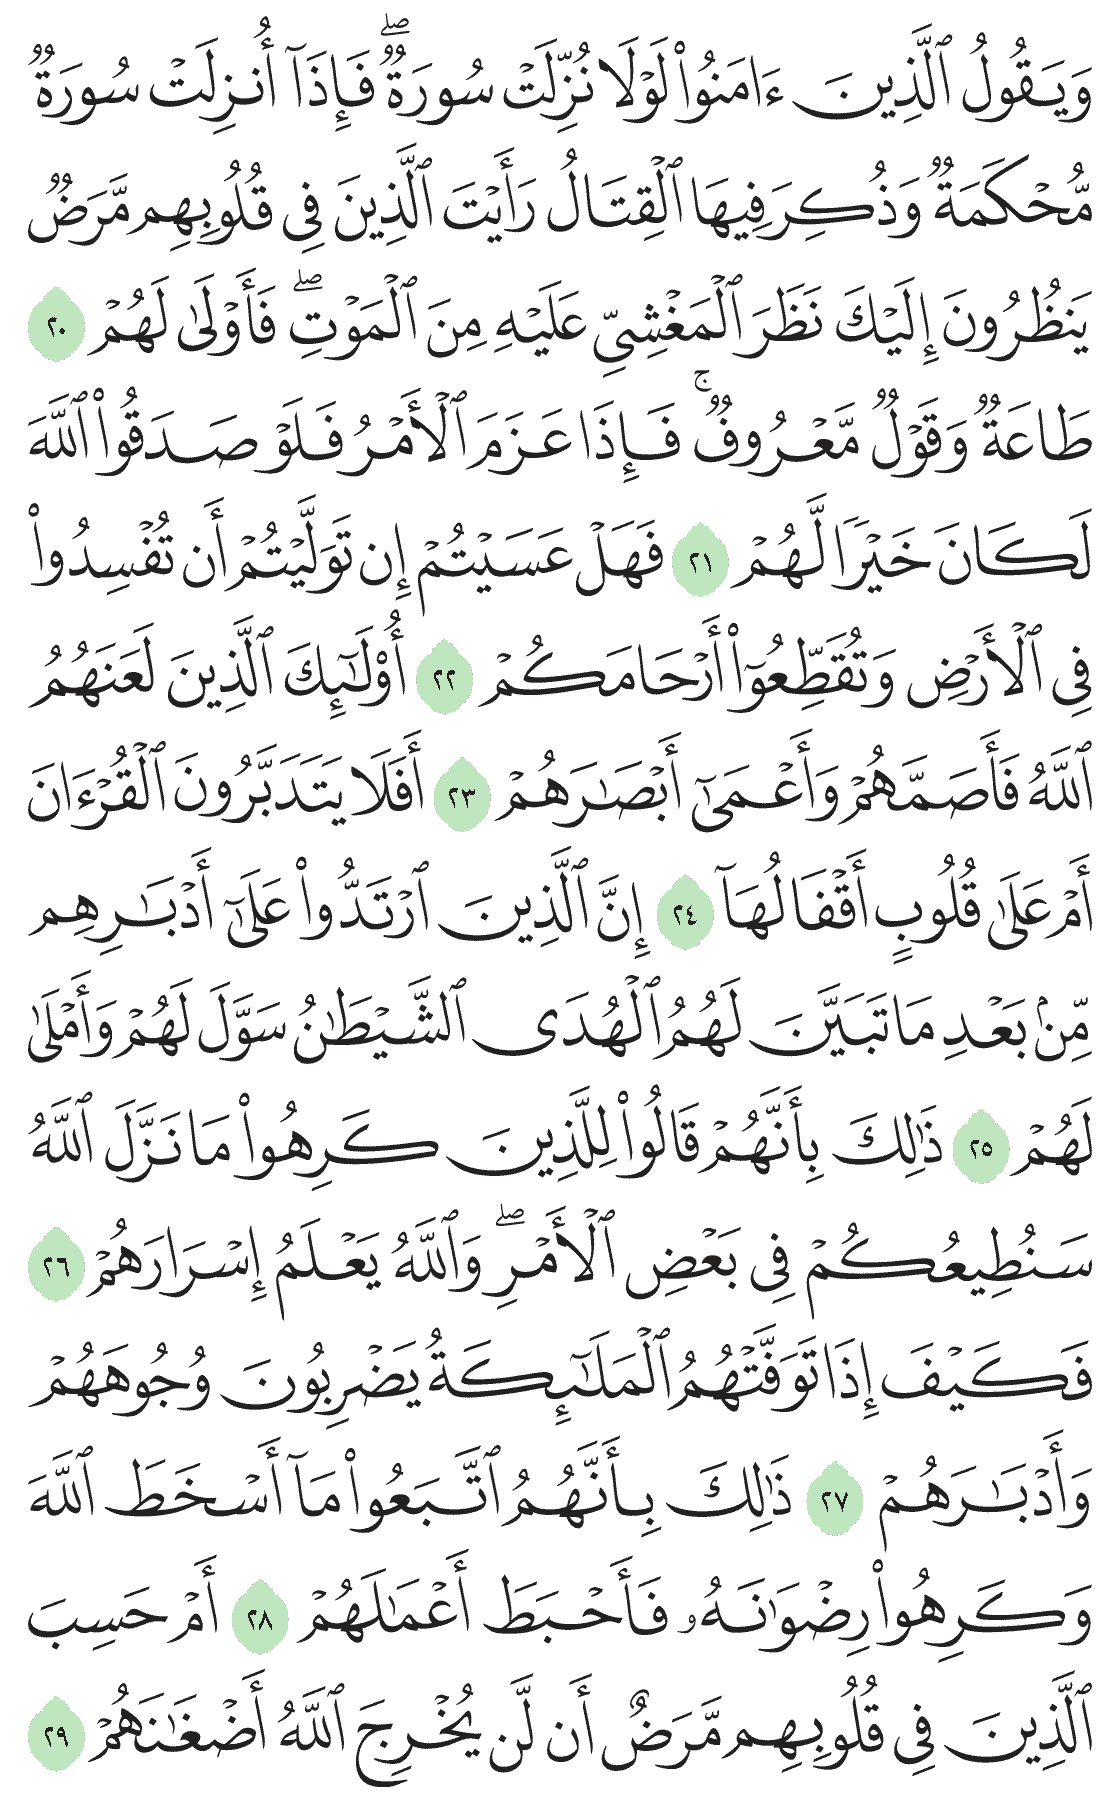 وَيَقُولُ ٱلَّذِينَ ءَامَنُوا۟ لَوْلَا نُزِّلَتْ سُورَةٌۖ فَإِذَآ أُنزِلَتْ سُورَةٌ
مُّحْكَمَةٌ وَذُكِرَ فِيهَا ٱلْقِتَالُ رَأَيْتَ ٱلَّذِينَ فِى قُلُوبِهِم مَّرَضٌ
يَنظُرُونَ إِلَيْكَ نَظَرَ ٱلْمَغْشِىِّ عَلَيْهِ مِنَ ٱلْمَوْتِۖ فَأَوْلَىٰ لَهُمْ ٢٠
طَاعَةٌ وَقَوْلٌ مَّعْرُوفٌۚ فَإِذَا عَزَمَ ٱلْأَمْرُ فَلَوْ صَدَقُوا۟ ٱللَّهَ
لَكَانَ خَيْرًا لَّهُمْ ٢١ فَهَلْ عَسَيْتُمْ إِن تَوَلَّيْتُمْ أَن تُفْسِدُوا۟
فِى ٱلْأَرْضِ وَتُقَطِّعُوٓا۟ أَرْحَامَكُمْ ٢٢ أُو۟لَـٰٓئِكَ ٱلَّذِينَ لَعَنَهُمُ
ٱللَّهُ فَأَصَمَّهُمْ وَأَعْمَىٰٓ أَبْصَـٰرَهُمْ ٢٣ أَفَلَا يَتَدَبَّرُونَ ٱلْقُرْءَانَ
أَمْ عَلَىٰ قُلُوبٍ أَقْفَالُهَآ ٢٤ إِنَّ ٱلَّذِينَ ٱرْتَدُّوا۟ عَلَىٰٓ أَدْبَـٰرِهِم
مِّنۢ بَعْدِ مَا تَبَيَّنَ لَهُمُ ٱلْهُدَى ٱلشَّيْطَـٰنُ سَوَّلَ لَهُمْ وَأَمْلَىٰ
لَهُمْ ٢٥ ذَٰلِكَ بِأَنَّهُمْ قَالُوا۟ لِلَّذِينَ كَرِهُوا۟ مَا نَزَّلَ ٱللَّهُ
سَنُطِيعُكُمْ فِى بَعْضِ ٱلْأَمْرِۖ وَٱللَّهُ يَعْلَمُ إِسْرَارَهُمْ ٢٦
فَكَيْفَ إِذَا تَوَفَّتْهُمُ ٱلْمَلَـٰٓئِكَةُ يَضْرِبُونَ وُجُوهَهُمْ
وَأَدْبَـٰرَهُمْ ٢٧ ذَٰلِكَ بِأَنَّهُمُ ٱتَّبَعُوا۟ مَآ أَسْخَطَ ٱللَّهَ
وَكَرِهُوا۟ رِضْوَٰنَهُۥ فَأَحْبَطَ أَعْمَـٰلَهُمْ ٢٨ أَمْ حَسِبَ
ٱلَّذِينَ فِى قُلُوبِهِم مَّرَضٌ أَن لَّن يُخْرِجَ ٱللَّهُ أَضْغَـٰنَهُمْ ٢٩